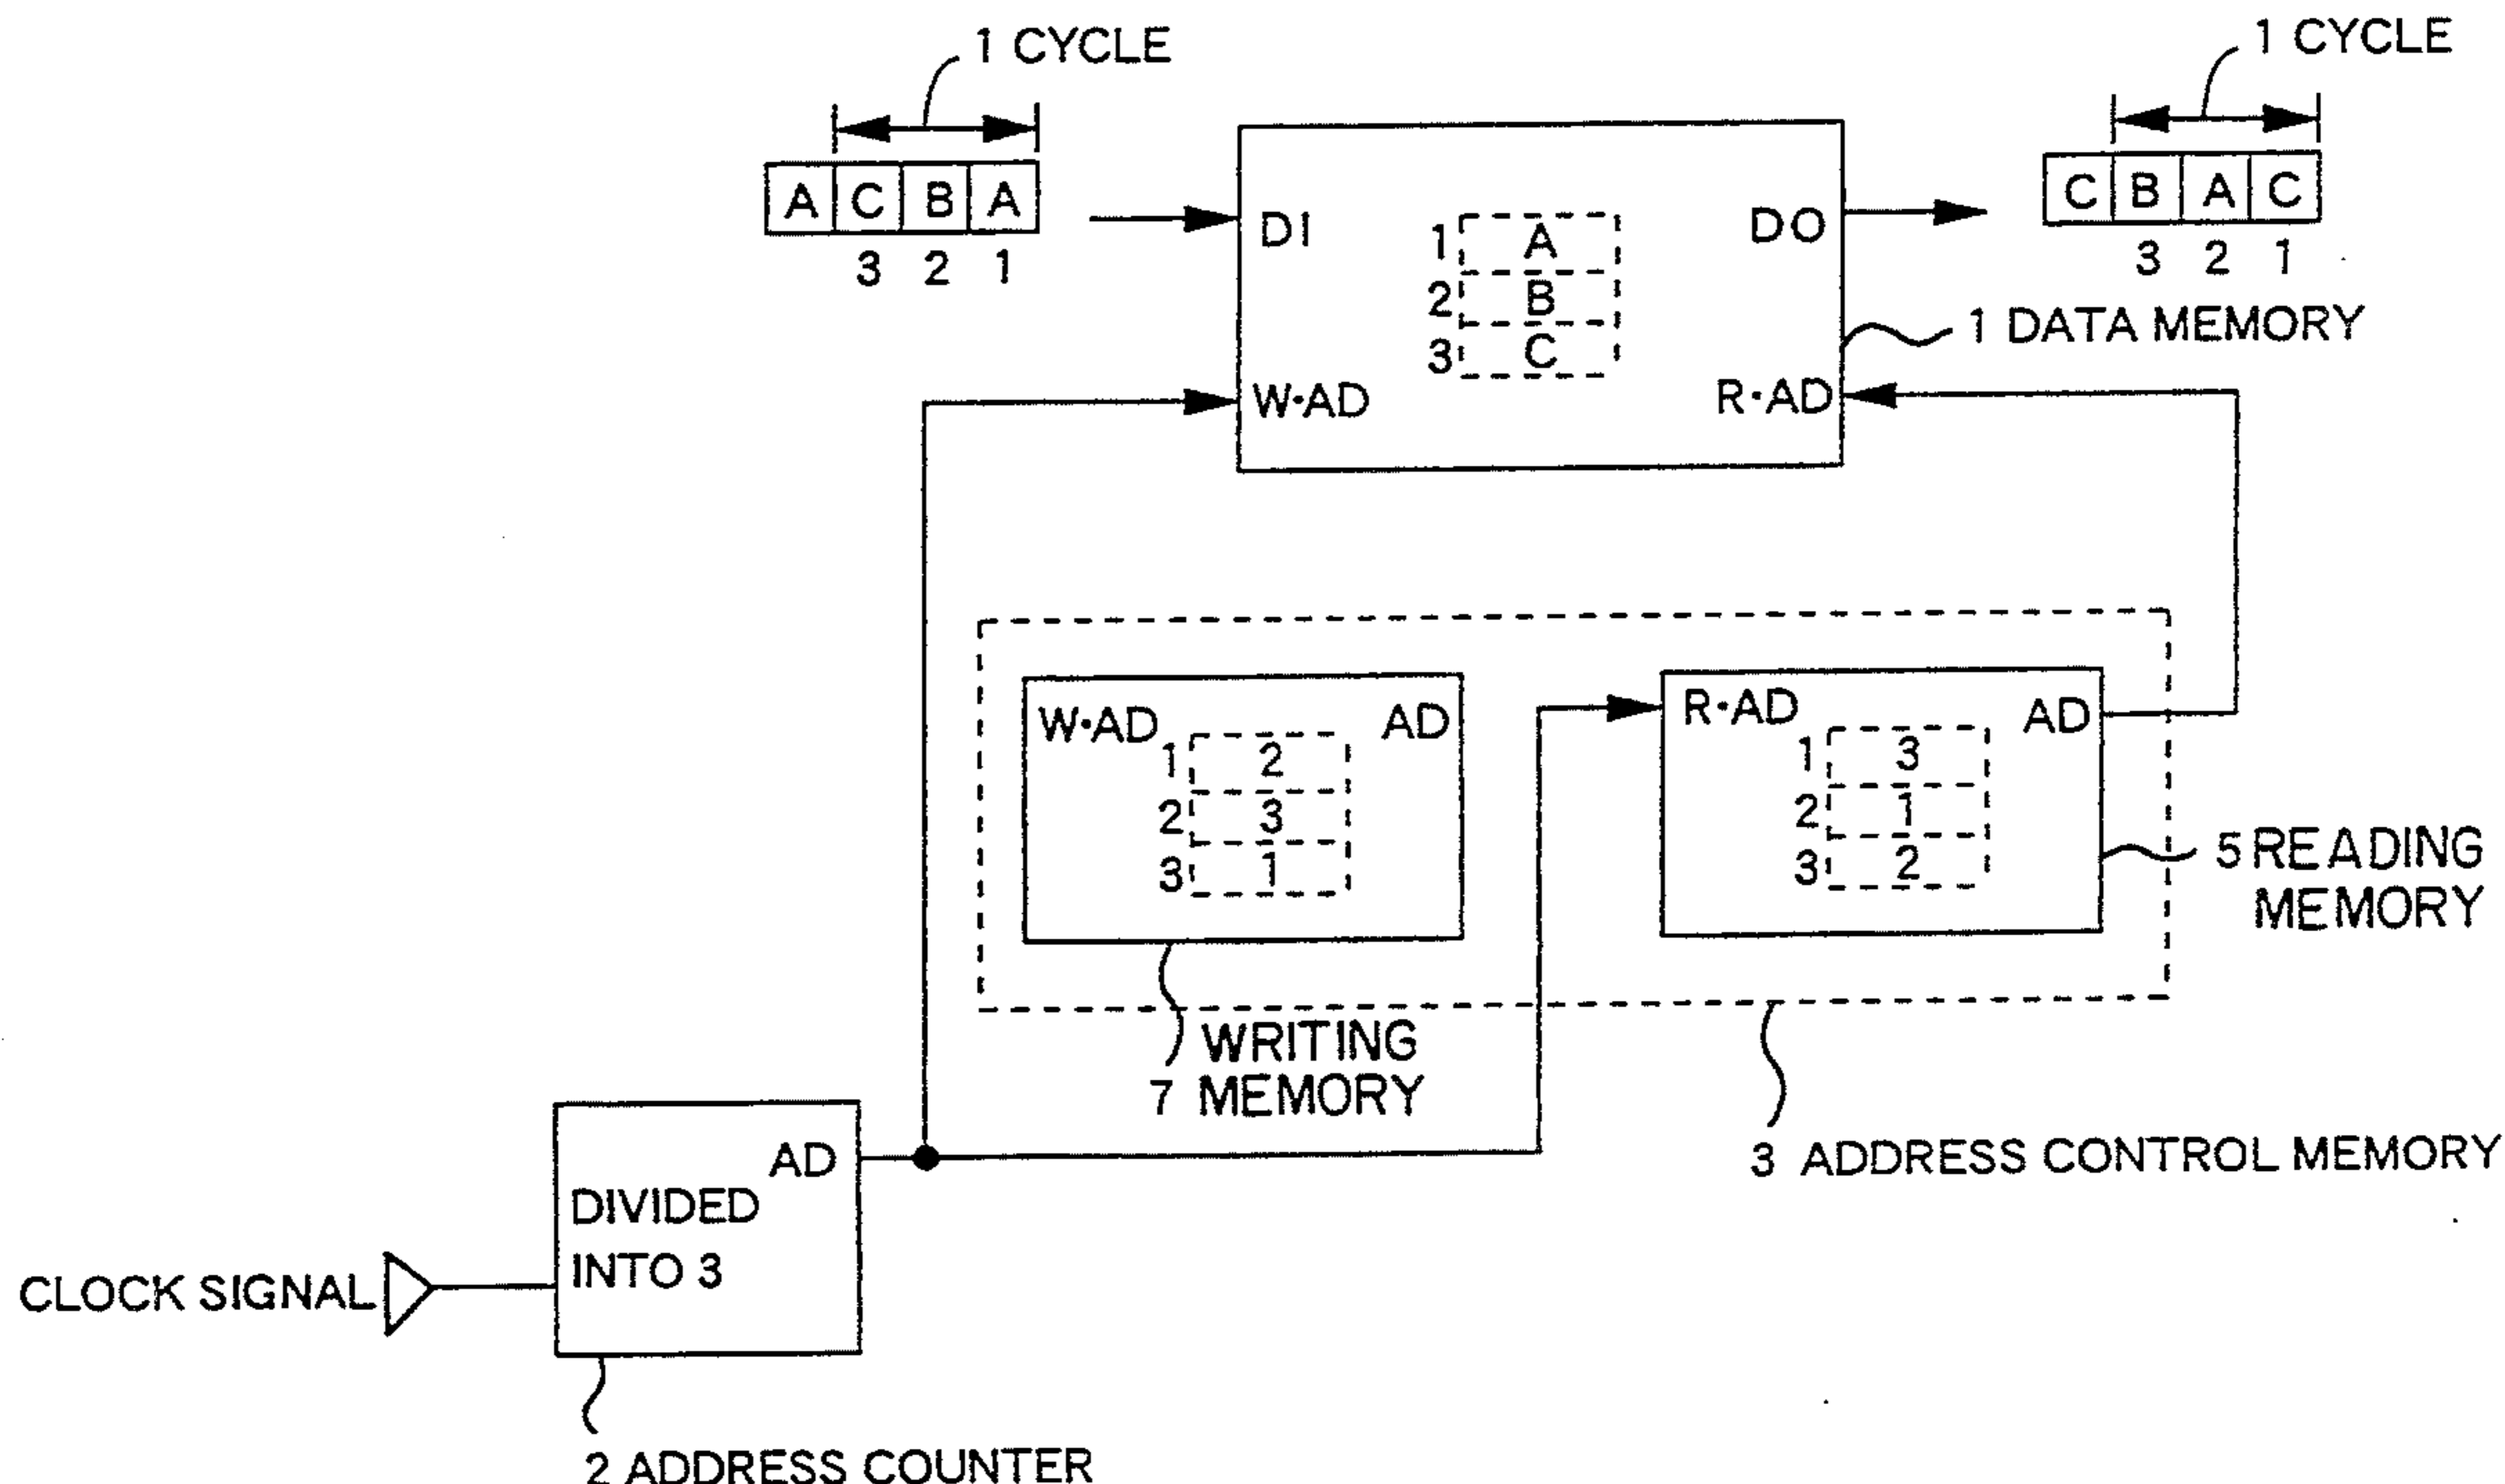 1 CYCLE
1 CYCLE
A C B A
3 2 1
C B A C
3 2 1
DI
DO
1 A
2 B
3 C
1 DATA MEMORY
W·AD
R·AD
W·AD
AD
1 2
2 3
3 1
R·AD
AD
1 3
2 1
3 2
5 READING
MEMORY
WRITING
7 MEMORY
3 ADDRESS CONTROL MEMORY
AD
DIVIDED
INTO 3
CLOCK SIGNAL
2 ADDRESS COUNTER